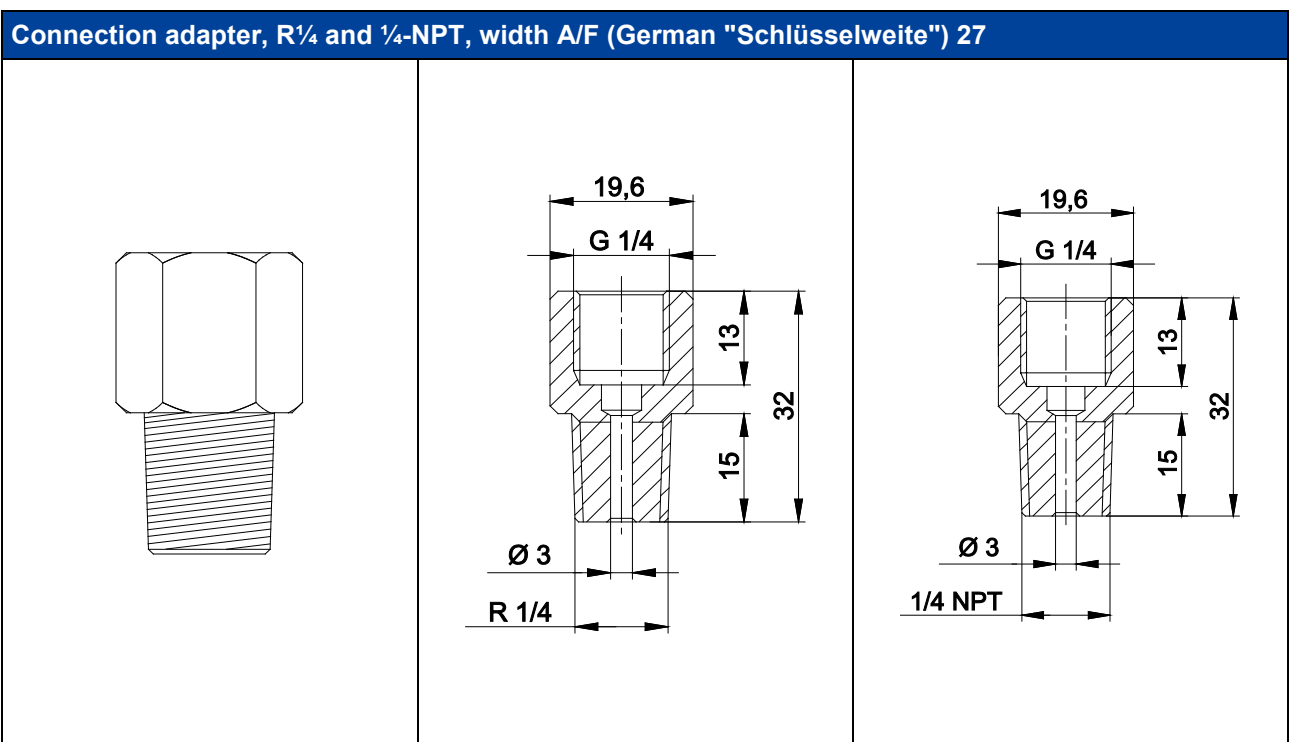 Connection adapter, R¼ and ¼-NPT, width A/F (German "Schlüsselweite") 27
19,6
G 1/4
13
32
15
Ø 3
R 1/4
19,6
G 1/4
13
32
15
Ø 3
1/4 NPT